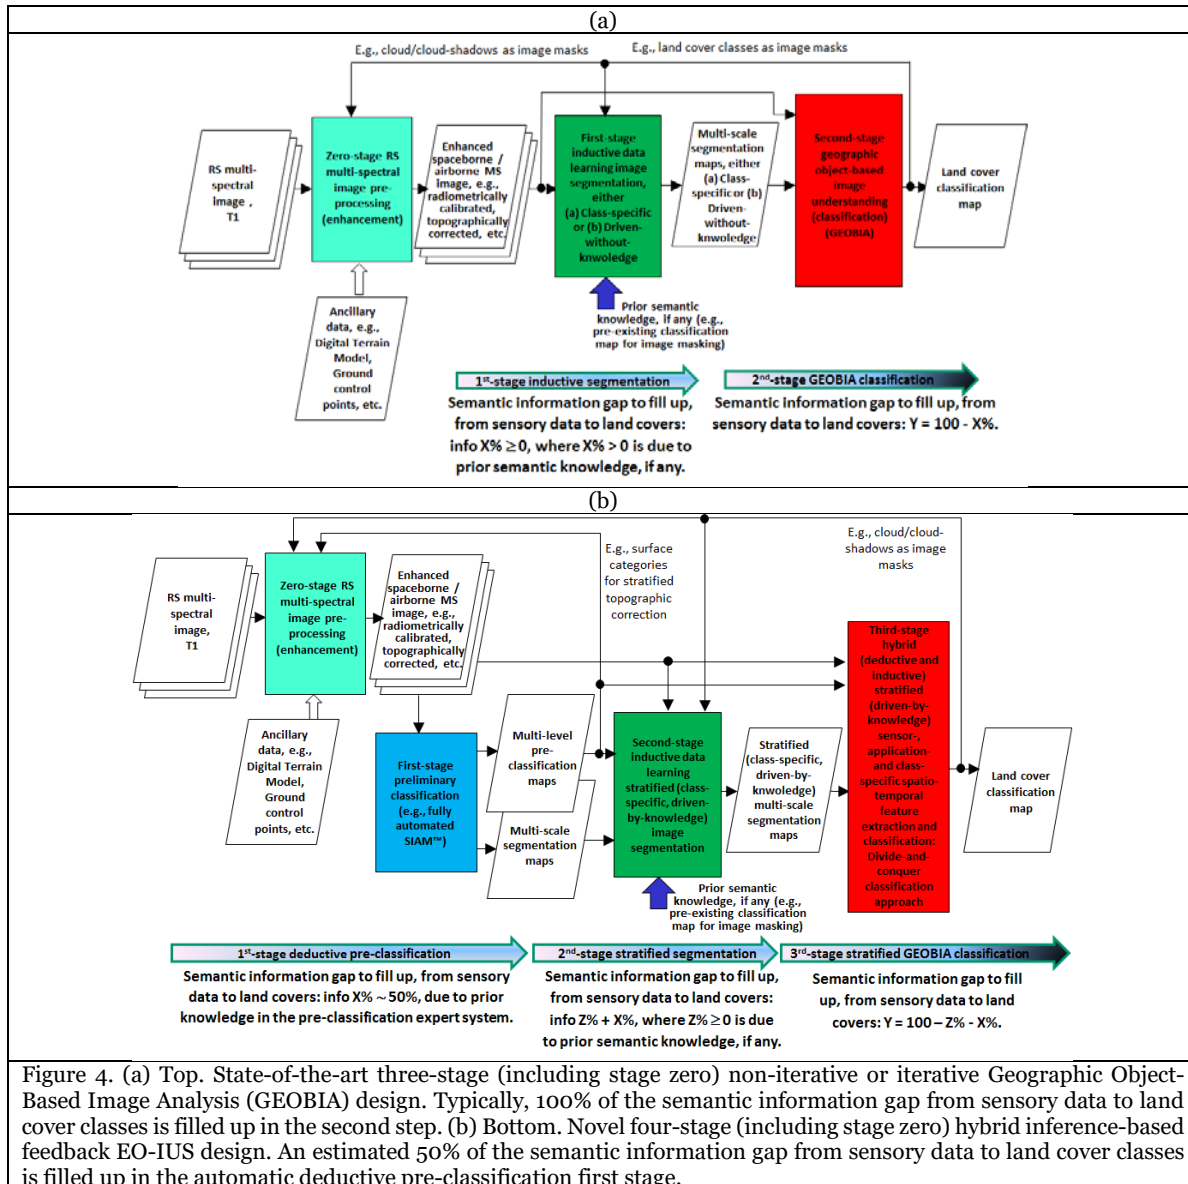 (a)
E.g., cloud/cloud-shadows as image masks
E.g., land cover classes as image masks
RS multi-
spectral
image ,
T1
Zero-stage RS
multi-spectral
image pre-
processing
(enhancement)
Enhanced
spaceborne /
airborne MS
image, e.g.,
radiometrically
calibrated,
topographically
corrected, etc.
First-stage
inductive data
learning image
segmentation,
either
(a) Class-specific
or (b) Driven-
without-
knwoledge
Multi-scale
segmentation
maps, either
(a) Class-
specific or (b)
Driven-
without-
knwoledge
Second-stage
geographic
object-based
image
understanding
(classification)
(GEOBIA)
Land cover
classification
map
Ancillary
data, e.g.,
Digital Terrain
Model,
Ground
control
points, etc.
Prior semantic
knowledge, if any (e.g.,
pre-existing classification
map for image masking)
1st-stage inductive segmentation
2nd-stage GEOBIA classification
Semantic information gap to fill up,
from sensory data to land covers:
info X% ≥0, where X% > 0 is due to
prior semantic knowledge, if any.
Semantic information gap to fill up, from
sensory data to land covers: Y = 100 - X%.
(b)
E.g., surface
categories
for stratified
topographic
correction
E.g., cloud/cloud-
shadows as image
masks
RS multi-
spectral
image,
T1
Zero-stage RS
multi-spectral
image pre-
processing
(enhancement)
Enhanced
spaceborne /
airborne MS
image, e.g.,
radiometrically
calibrated,
topographically
corrected, etc.
Ancillary
data, e.g.,
Digital Terrain
Model,
Ground
control
points, etc.
First-stage
preliminary
classification
(e.g., fully
automated
SIAM™)
Multi-level
pre-
classification
maps
Multi-scale
segmentation
maps
Second-stage
inductive data
learning
stratified (class-
specific, driven-
by-knowledge)
image
segmentation
Stratified
(class-specific,
driven-by-
knwoledge)
multi-scale
segmentation
maps
Third-stage
hybrid
(deductive and
inductive)
stratified
(driven-by-
knowledge)
sensor-,
application-
and class-
specific spatio-
temporal
feature
extraction and
classification:
Divide-and-
conquer
classification
approach
Land cover
classification
map
Prior semantic
knowledge, if any (e.g.,
pre-existing classification
map for image masking)
1st-stage deductive pre-classification
2nd-stage stratified segmentation
3rd-stage stratified GEOBIA classification
Semantic information gap to fill up, from sensory
data to land covers: info X% ~ 50%, due to prior
knowledge in the pre-classification expert system.
Semantic information gap to fill up,
from sensory data to land covers:
info Z% + X%, where Z% ≥0 is due
to prior semantic knowledge, if any.
Semantic information gap to fill
up, from sensory data to land
covers: Y = 100 – Z% - X%.
Figure 4. (a) Top. State-of-the-art three-stage (including stage zero) non-iterative or iterative Geographic Object-
Based Image Analysis (GEOBIA) design. Typically, 100% of the semantic information gap from sensory data to land
cover classes is filled up in the second step. (b) Bottom. Novel four-stage (including stage zero) hybrid inference-based
feedback EO-IUS design. An estimated 50% of the semantic information gap from sensory data to land cover classes
is filled up in the automatic deductive pre-classification first stage.